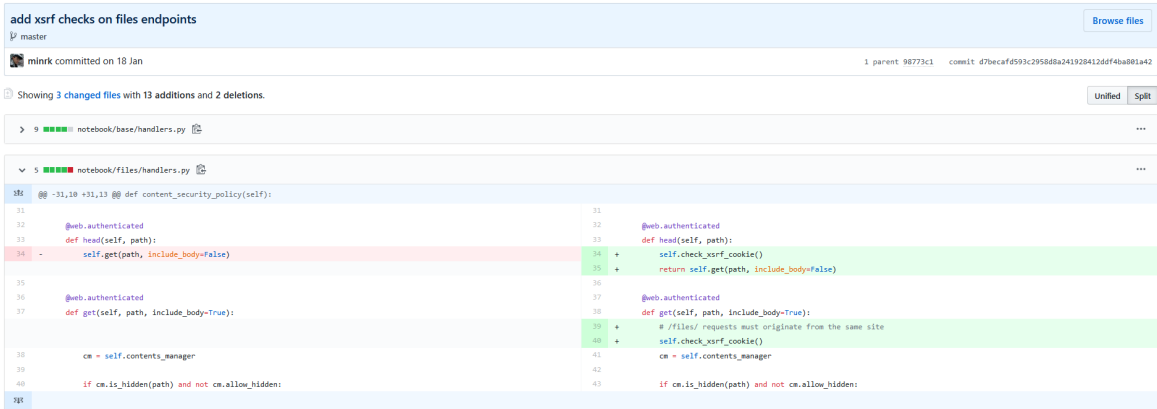 add xsrf checks on files endpoints
Browse files
master
minrk committed on 18 Jan
1 parent 98773c1 commit d7becafd593c2958d8a241928412ddf4ba801a42
Showing 3 changed files with 13 additions and 2 deletions.
Unified Split
9 notebook/base/handlers.py
5 notebook/files/handlers.py
@@ -31,10 +31,13 @@ def content_security_policy(self):
31 31
32 @web.authenticated 32 @web.authenticated
33 def head(self, path): 33 def head(self, path):
34 - self.get(path, include_body=False) 34 + self.check_xsrf_cookie()
35 + return self.get(path, include_body=False)
35 36
36 @web.authenticated 37 @web.authenticated
37 def get(self, path, include_body=True): 38 def get(self, path, include_body=True):
39 + # /files/ requests must originate from the same site
40 + self.check_xsrf_cookie()
38 cm = self.contents_manager 41 cm = self.contents_manager
39 42
40 if cm.is_hidden(path) and not cm.allow_hidden: 43 if cm.is_hidden(path) and not cm.allow_hidden: